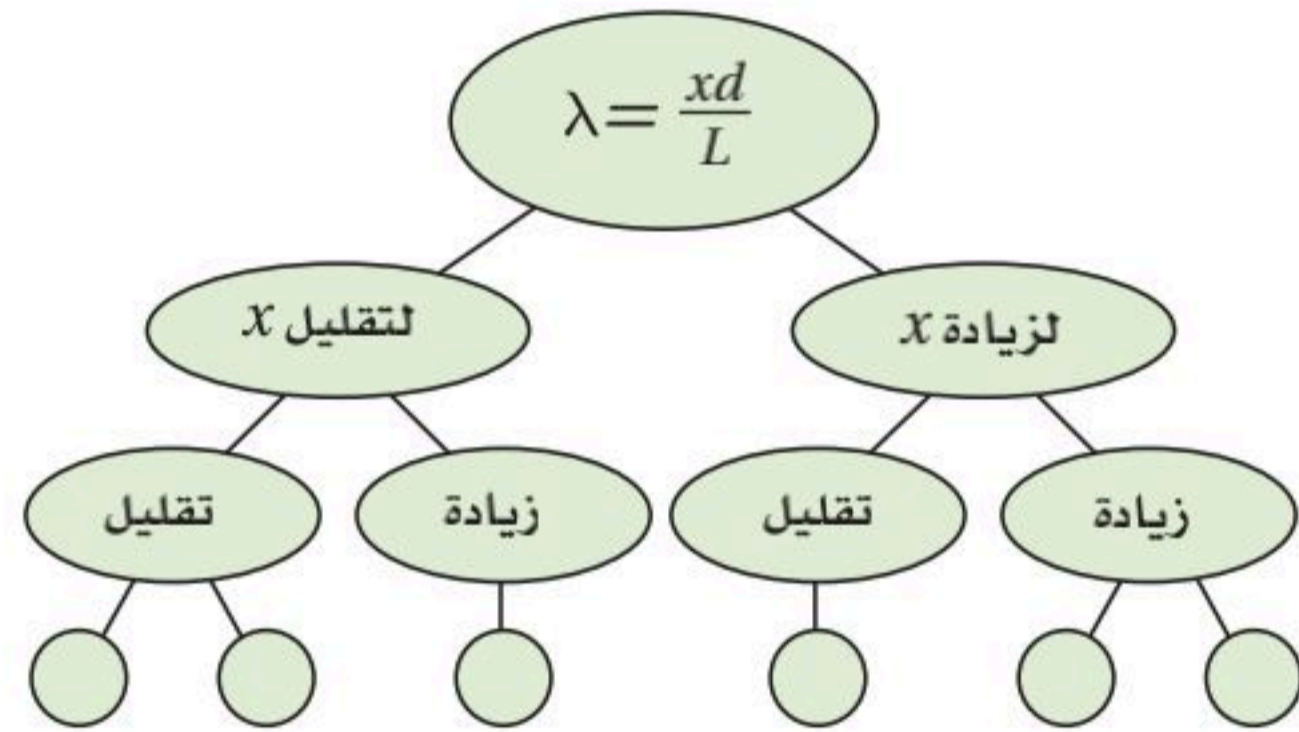 λ = xd/L
لزيادة x
لتقليل x
زيادة
تقليل
زيادة
تقليل